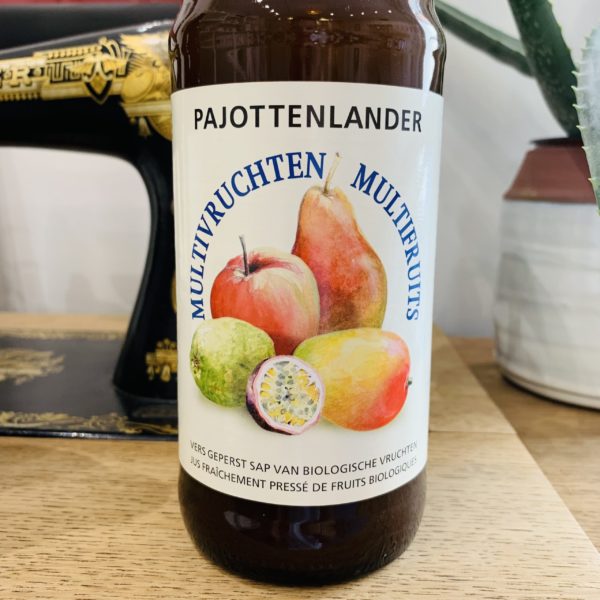 PAJOTTENLANDER
MULTIVRUCHTEN MULTIFRUITS
VERS GEPERST SAP VAN BIOLOGISCHE VRUCHTEN
JUS FRAÎCHEMENT PRESSÉ DE FRUITS BIOLOGIQUES